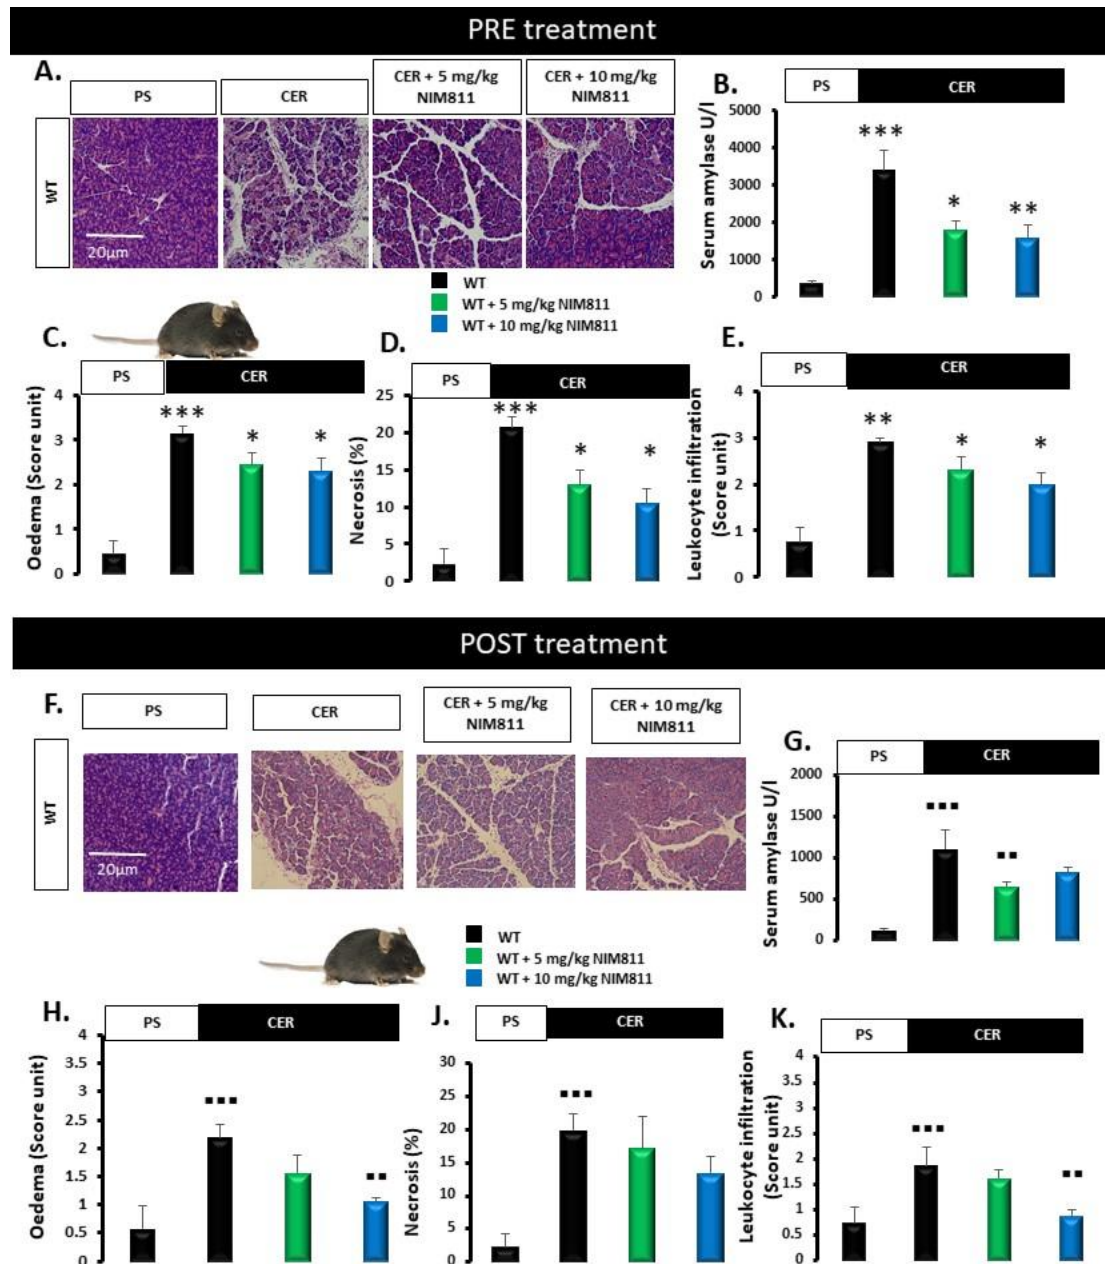 PRE treatment
A.
PS
CER
CER + 5 mg/kg
NIM811
CER + 10 mg/kg
NIM811
WT
20µm
B.
PS
CER
Serum amylase U/l
5000
4000
3000
2000
1000
0
***
*
**
WT
WT + 5 mg/kg NIM811
WT + 10 mg/kg NIM811
C.
PS
CER
Oedema (Score unit)
4
3
2
1
0
***
*
*
D.
PS
CER
Necrosis (%)
25
20
15
10
5
0
***
*
*
E.
PS
CER
Leukocyte infiltration
(Score unit)
4
3
2
1
0
**
*
*
POST treatment
F.
PS
CER
CER + 5 mg/kg
NIM811
CER + 10 mg/kg
NIM811
WT
20µm
G.
PS
CER
Serum amylase U/l
2000
1500
1000
500
0
▪▪▪
▪▪
WT
WT + 5 mg/kg NIM811
WT + 10 mg/kg NIM811
H.
PS
CER
Oedema (Score unit)
4
3.5
3
2.5
2
1.5
1
0.5
0
▪▪▪
▪▪
J.
PS
CER
Necrosis (%)
30
25
20
15
10
5
0
▪▪▪
K.
PS
CER
Leukocyte infiltration
(Score unit)
4
3.5
3
2.5
2
1.5
1
0.5
0
▪▪▪
▪▪